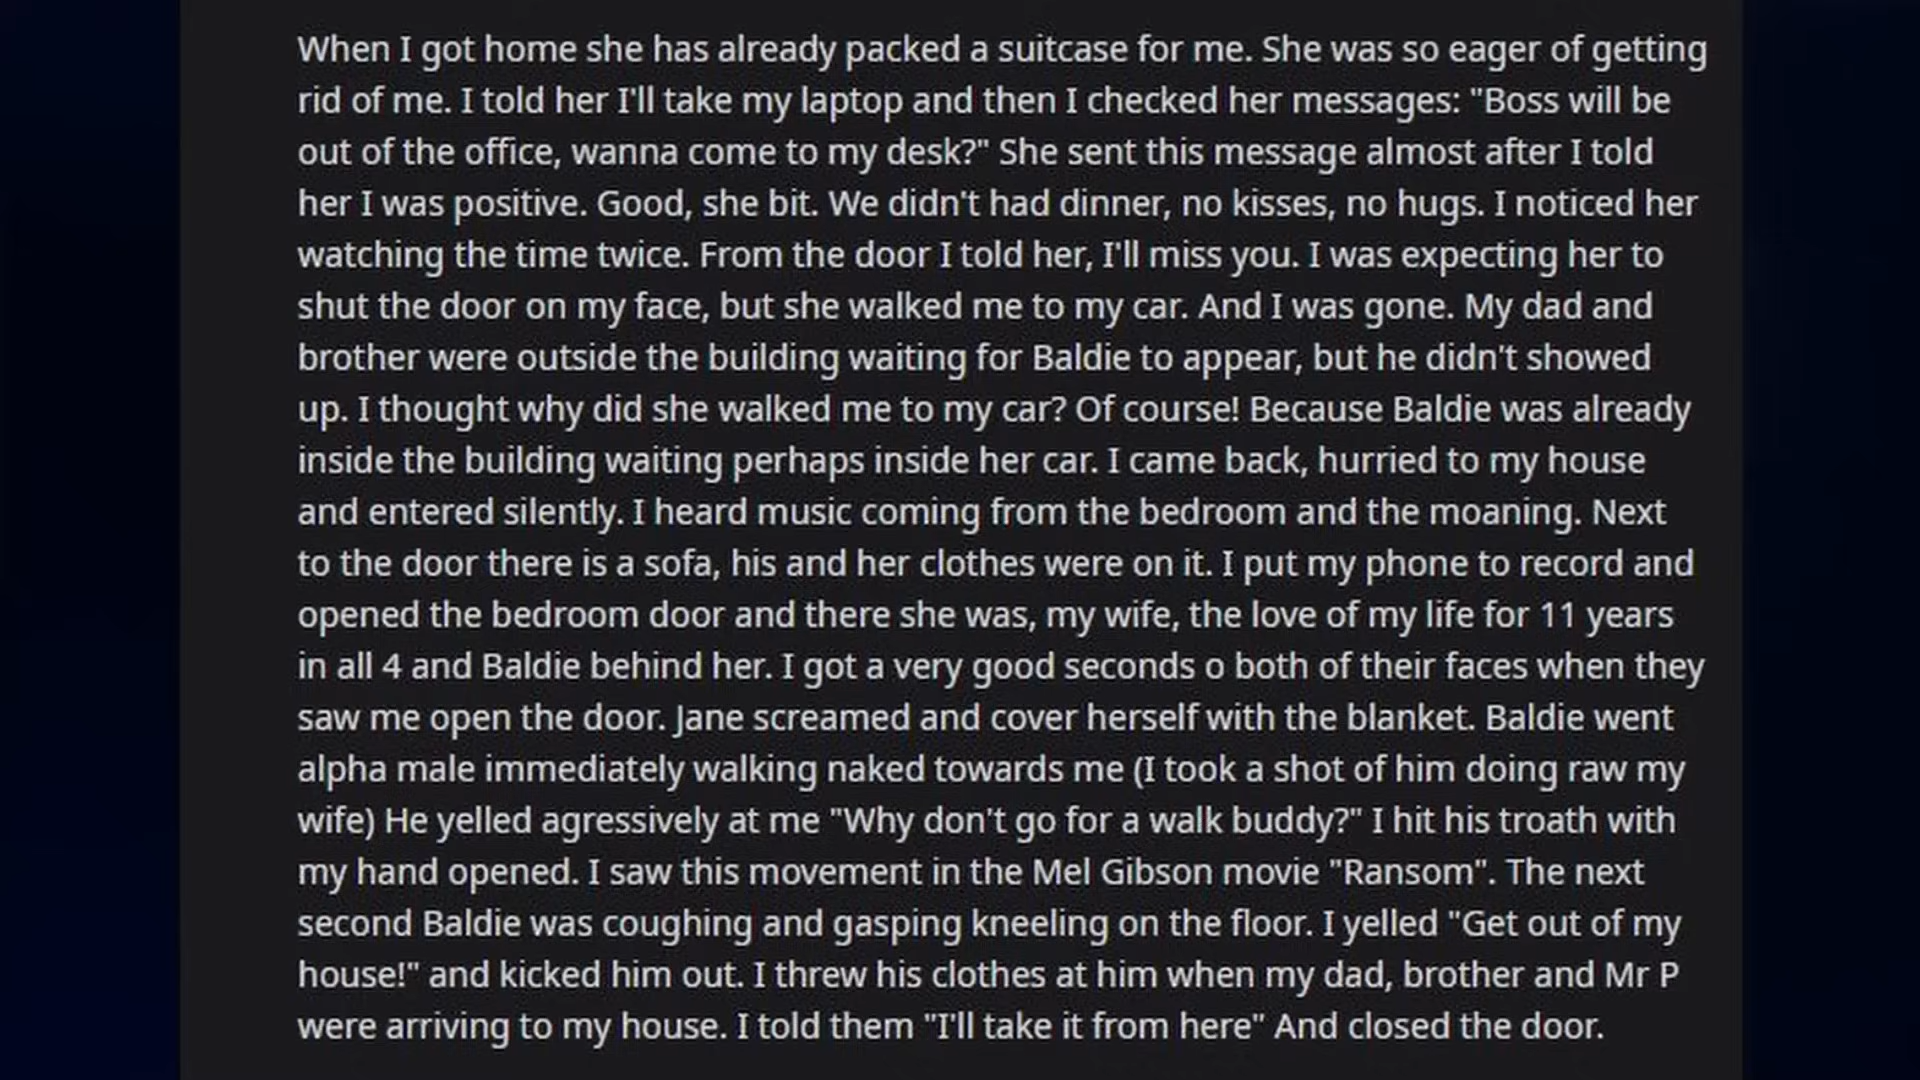 When I got home she has already packed a suitcase for me. She was so eager of getting
rid of me. I told her I'll take my laptop and then I checked her messages: "Boss will be
out of the office, wanna come to my desk?" She sent this message almost after I told
her I was positive. Good, she bit. We didn't had dinner, no kisses, no hugs. I noticed her
watching the time twice. From the door I told her, I'll miss you. I was expecting her to
shut the door on my face, but she walked me to my car. And I was gone. My dad and
brother were outside the building waiting for Baldie to appear, but he didn't showed
up. I thought why did she walked me to my car? Of course! Because Baldie was already
inside the building waiting perhaps inside her car. I came back, hurried to my house
and entered silently. I heard music coming from the bedroom and the moaning. Next
to the door there is a sofa, his and her clothes were on it. I put my phone to record and
opened the bedroom door and there she was, my wife, the love of my life for 11 years
in all 4 and Baldie behind her. I got a very good seconds o both of their faces when they
saw me open the door. Jane screamed and cover herself with the blanket. Baldie went
alpha male immediately walking naked towards me (I took a shot of him doing raw my
wife) He yelled agressively at me "Why don't go for a walk buddy?" I hit his troath with
my hand opened. I saw this movement in the Mel Gibson movie "Ransom". The next
second Baldie was coughing and gasping kneeling on the floor. I yelled "Get out of my
house!" and kicked him out. I threw his clothes at him when my dad, brother and Mr P
were arriving to my house. I told them "I'll take it from here" And closed the door.